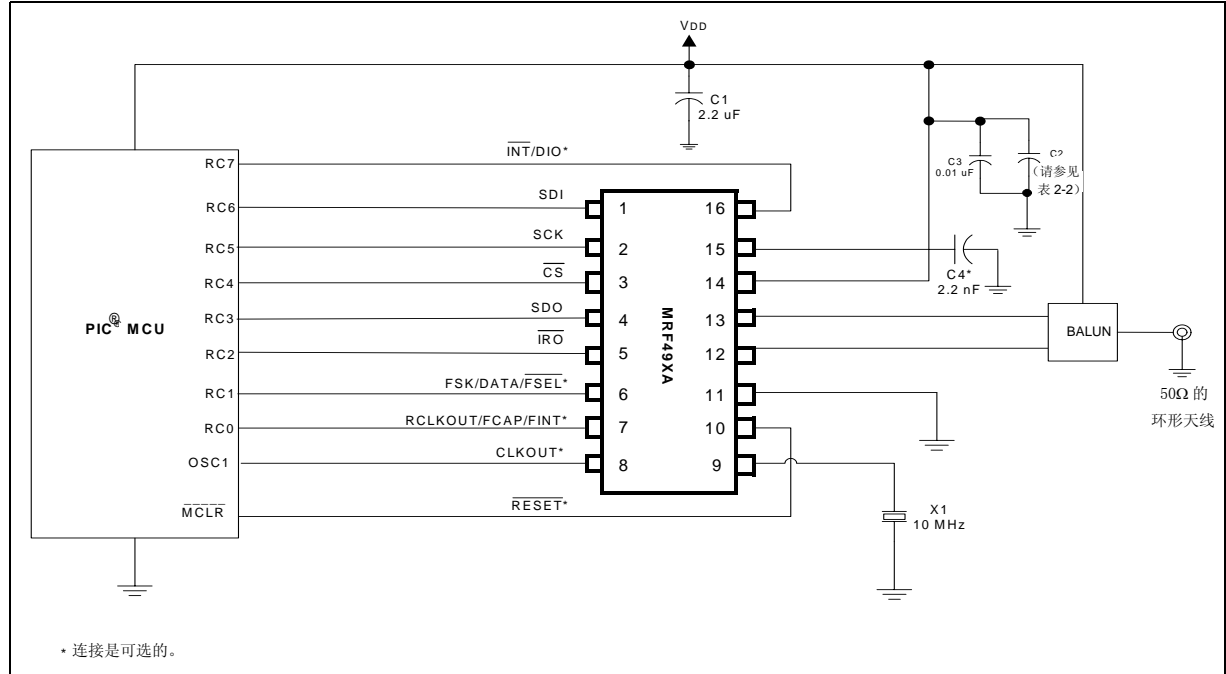 VDD
C1
2.2 uF
C3
0.01 uF
C2
（请参见
表 2-2）
PIC® MCU
RC7
RC6
RC5
RC4
RC3
RC2
RC1
RC0
OSC1
MCLR
INT/DIO*
SDI
SCK
CS
SDO
IRO
FSK/DATA/FSEL*
RCLKOUT/FCAP/FINT*
CLKOUT*
RESET*
MRF49XA
1
2
3
4
5
6
7
8
16
15
14
13
12
11
10
9
C4*
2.2 nF
BALUN
50Ω 的
环形天线
X1
10 MHz
* 连接是可选的。